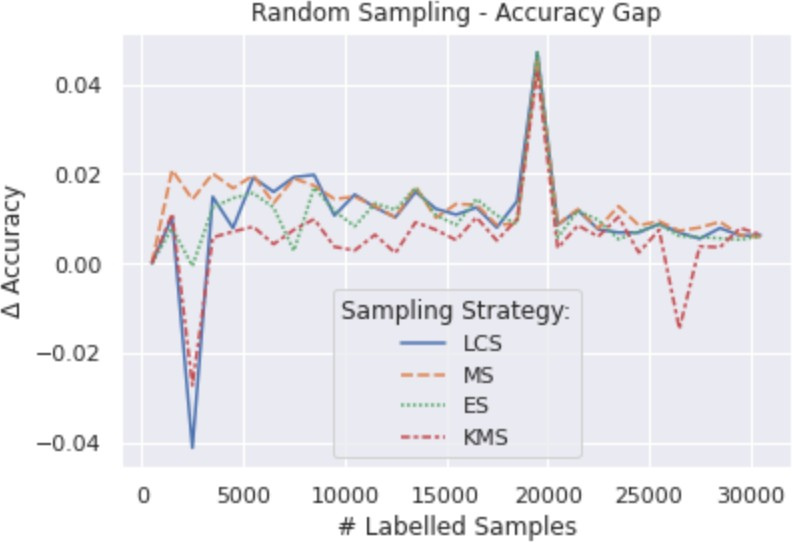 Random Sampling - Accuracy Gap
Δ Accuracy
0.04
0.02
0.00
−0.02
−0.04
Sampling Strategy:
LCS
MS
ES
KMS
0 5000 10000 15000 20000 25000 30000
# Labelled Samples